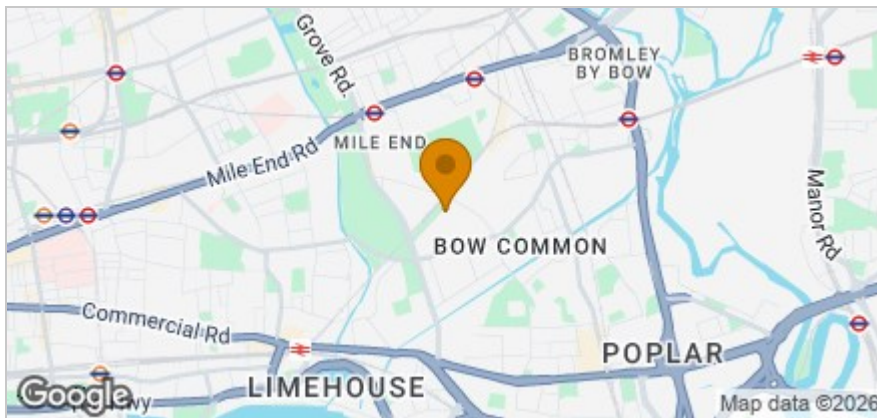 Grove Rd.
BROMLEY
BY BOW
MILE END
Mile End Rd
Manor Rd
BOW COMMON
Commercial Rd
POPLAR
LIMEHOUSE
Google
wy
Map data ©2026